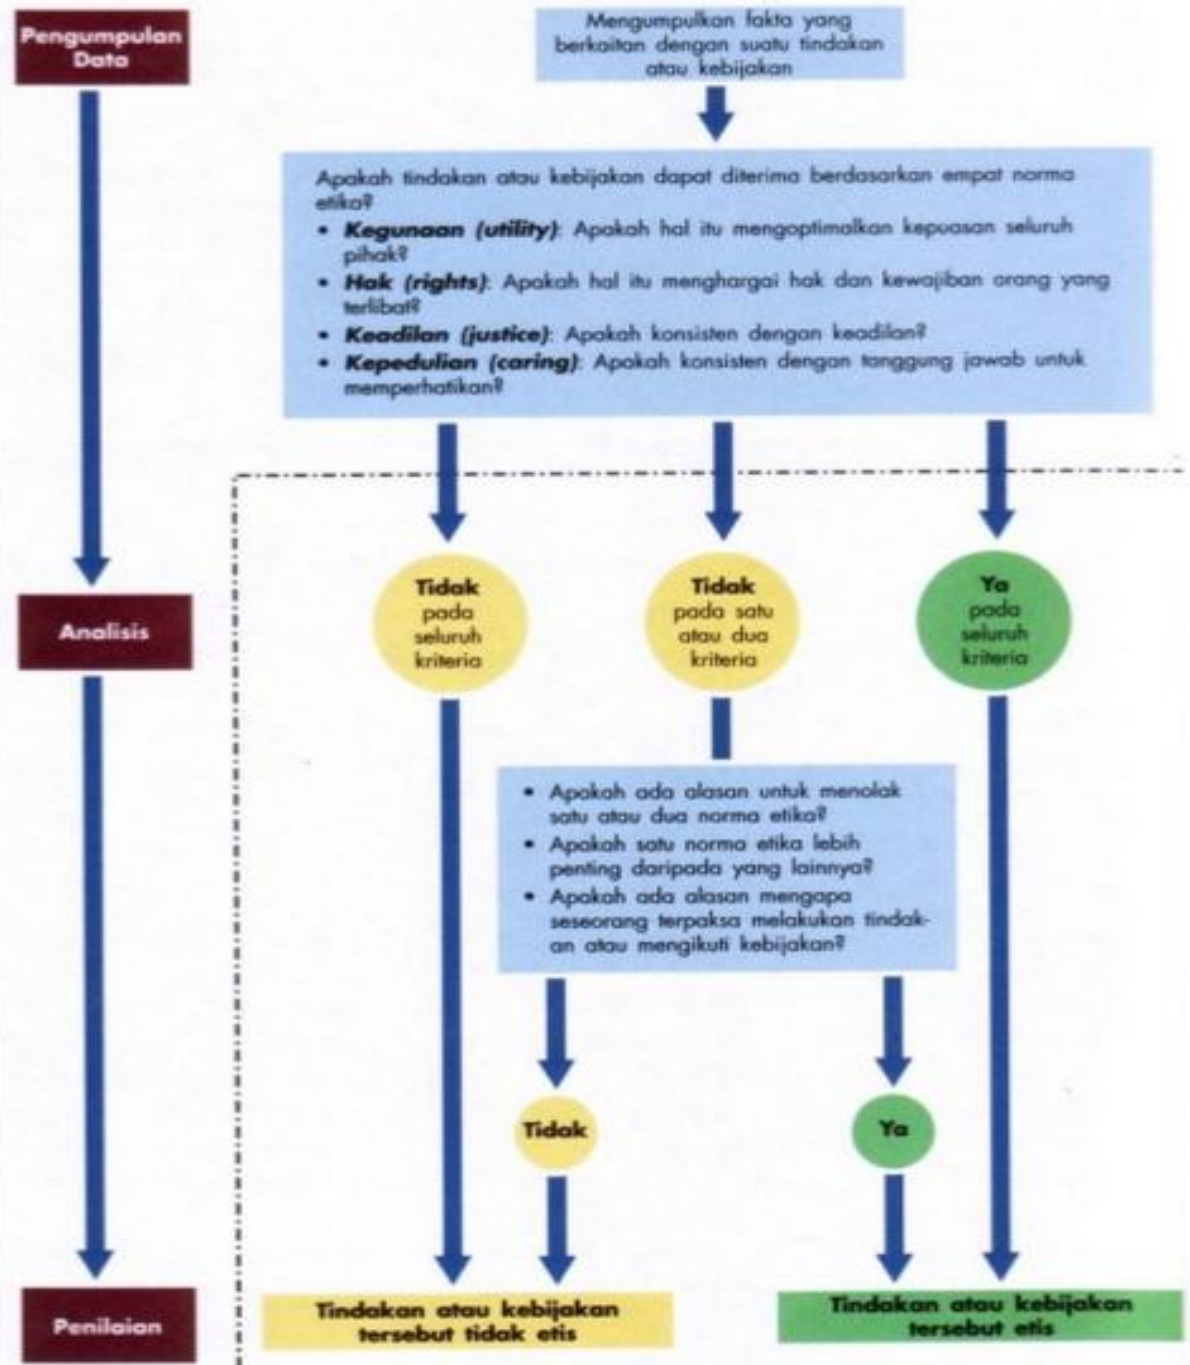 Pengumpulan
Data
Mengumpulkan fakta yang
berkaitan dengan suatu tindakan
atau kebijakan
Apakah tindakan atau kebijakan dapat diterima berdasarkan empat norma
etika?
• Kegunaan (utility): Apakah hal itu mengoptimalkan kepuasan seluruh
pihak?
• Hak (rights): Apakah hal itu menghargai hak dan kewajiban orang yang
terlibat?
• Keadilan (justice): Apakah konsisten dengan keadilan?
• Kepedulian (caring): Apakah konsisten dengan tanggung jawab untuk
memperhatikan?
Analisis
Tidak
pada
seluruh
kriteria
Tidak
pada satu
atau dua
kriteria
Ya
pada
seluruh
kriteria
• Apakah ada alasan untuk menolak
satu atau dua norma etika?
• Apakah satu norma etika lebih
penting daripada yang lainnya?
• Apakah ada alasan mengapa
seseorang terpaksa melakukan tindak-
an atau mengikuti kebijakan?
Tidak
Ya
Penilaian
Tindakan atau kebijakan
tersebut tidak etis
Tindakan atau kebijakan
tersebut etis